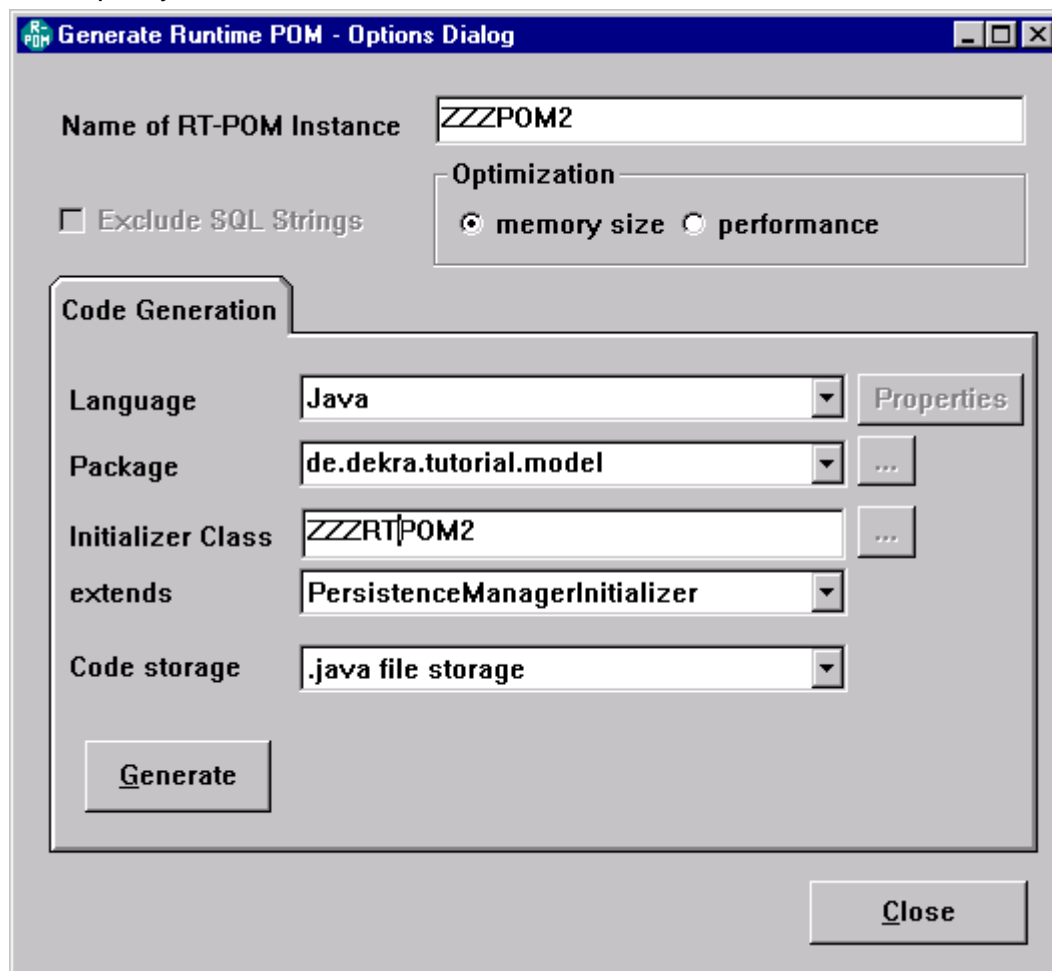 R-
POM Generate Runtime POM - Options Dialog
Name of RT-POM Instance ZZZPOM2
Optimization
Exclude SQL Strings memory size performance
Code Generation
Language Java Properties
Package de.dekra.tutorial.model ...
Initializer Class ZZZRTPOM2 ...
extends PersistenceManagerInitializer
Code storage .java file storage
Generate
Close